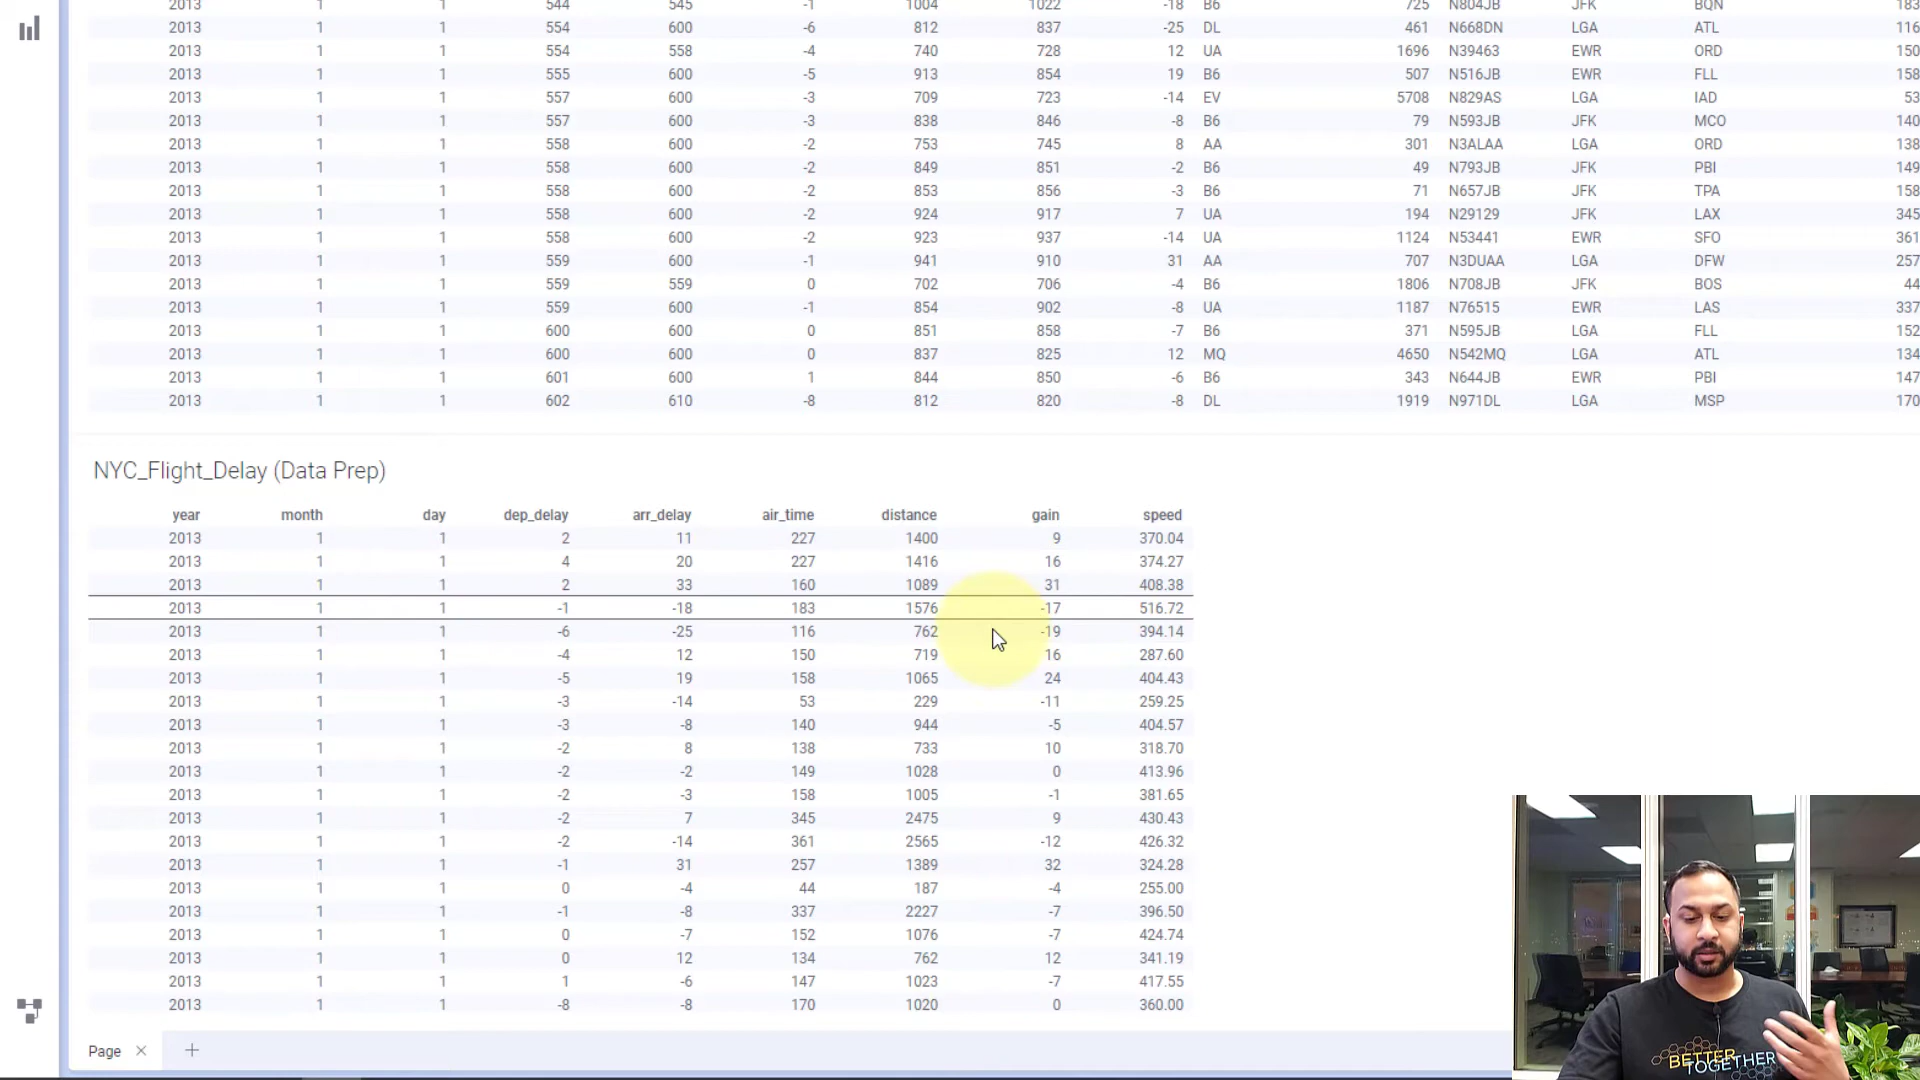 2013 1 1 544 545 -1 1004 1022 -18 B6 725 N804JB JFK BQN 183
2013 1 1 554 600 -6 812 837 -25 DL 461 N668DN LGA ATL 116
2013 1 1 554 558 -4 740 728 12 UA 1696 N39463 EWR ORD 150
2013 1 1 555 600 -5 913 854 19 B6 507 N516JB EWR FLL 158
2013 1 1 557 600 -3 709 723 -14 EV 5708 N829AS LGA IAD 53
2013 1 1 557 600 -3 838 846 -8 B6 79 N593JB JFK MCO 140
2013 1 1 558 600 -2 753 745 8 AA 301 N3ALAA LGA ORD 138
2013 1 1 558 600 -2 849 851 -2 B6 49 N793JB JFK PBI 149
2013 1 1 558 600 -2 853 856 -3 B6 71 N657JB JFK TPA 158
2013 1 1 558 600 -2 924 917 7 UA 194 N29129 JFK LAX 345
2013 1 1 558 600 -2 923 937 -14 UA 1124 N53441 EWR SFO 361
2013 1 1 559 600 -1 941 910 31 AA 707 N3DUAA LGA DFW 257
2013 1 1 559 559 0 702 706 -4 B6 1806 N708JB JFK BOS 44
2013 1 1 559 600 -1 854 902 -8 UA 1187 N76515 EWR LAS 337
2013 1 1 600 600 0 851 858 -7 B6 371 N595JB LGA FLL 152
2013 1 1 600 600 0 837 825 12 MQ 4650 N542MQ LGA ATL 134
2013 1 1 601 600 1 844 850 -6 B6 343 N644JB EWR PBI 147
2013 1 1 602 610 -8 812 820 -8 DL 1919 N971DL LGA MSP 170
NYC_Flight_Delay (Data Prep)
year month day dep_delay arr_delay air_time distance gain speed
2013 1 1 2 11 227 1400 9 370.04
2013 1 1 4 20 227 1416 16 374.27
2013 1 1 2 33 160 1089 31 408.38
2013 1 1 -1 -18 183 1576 -17 516.72
2013 1 1 -6 -25 116 762 -19 394.14
2013 1 1 -4 12 150 719 16 287.60
2013 1 1 -5 19 158 1065 24 404.43
2013 1 1 -3 -14 53 229 -11 259.25
2013 1 1 -3 -8 140 944 -5 404.57
2013 1 1 -2 8 138 733 10 318.70
2013 1 1 -2 -2 149 1028 0 413.96
2013 1 1 -2 -3 158 1005 -1 381.65
2013 1 1 -2 7 345 2475 9 430.43
2013 1 1 -2 -14 361 2565 -12 426.32
2013 1 1 -1 31 257 1389 32 324.28
2013 1 1 0 -4 44 187 -4 255.00
2013 1 1 -1 -8 337 2227 -7 396.50
2013 1 1 0 -7 152 1076 -7 424.74
2013 1 1 0 12 134 762 12 341.19
2013 1 1 1 -6 147 1023 -7 417.55
2013 1 1 -8 -8 170 1020 0 360.00
Page × +
BETTER
TOGETHER